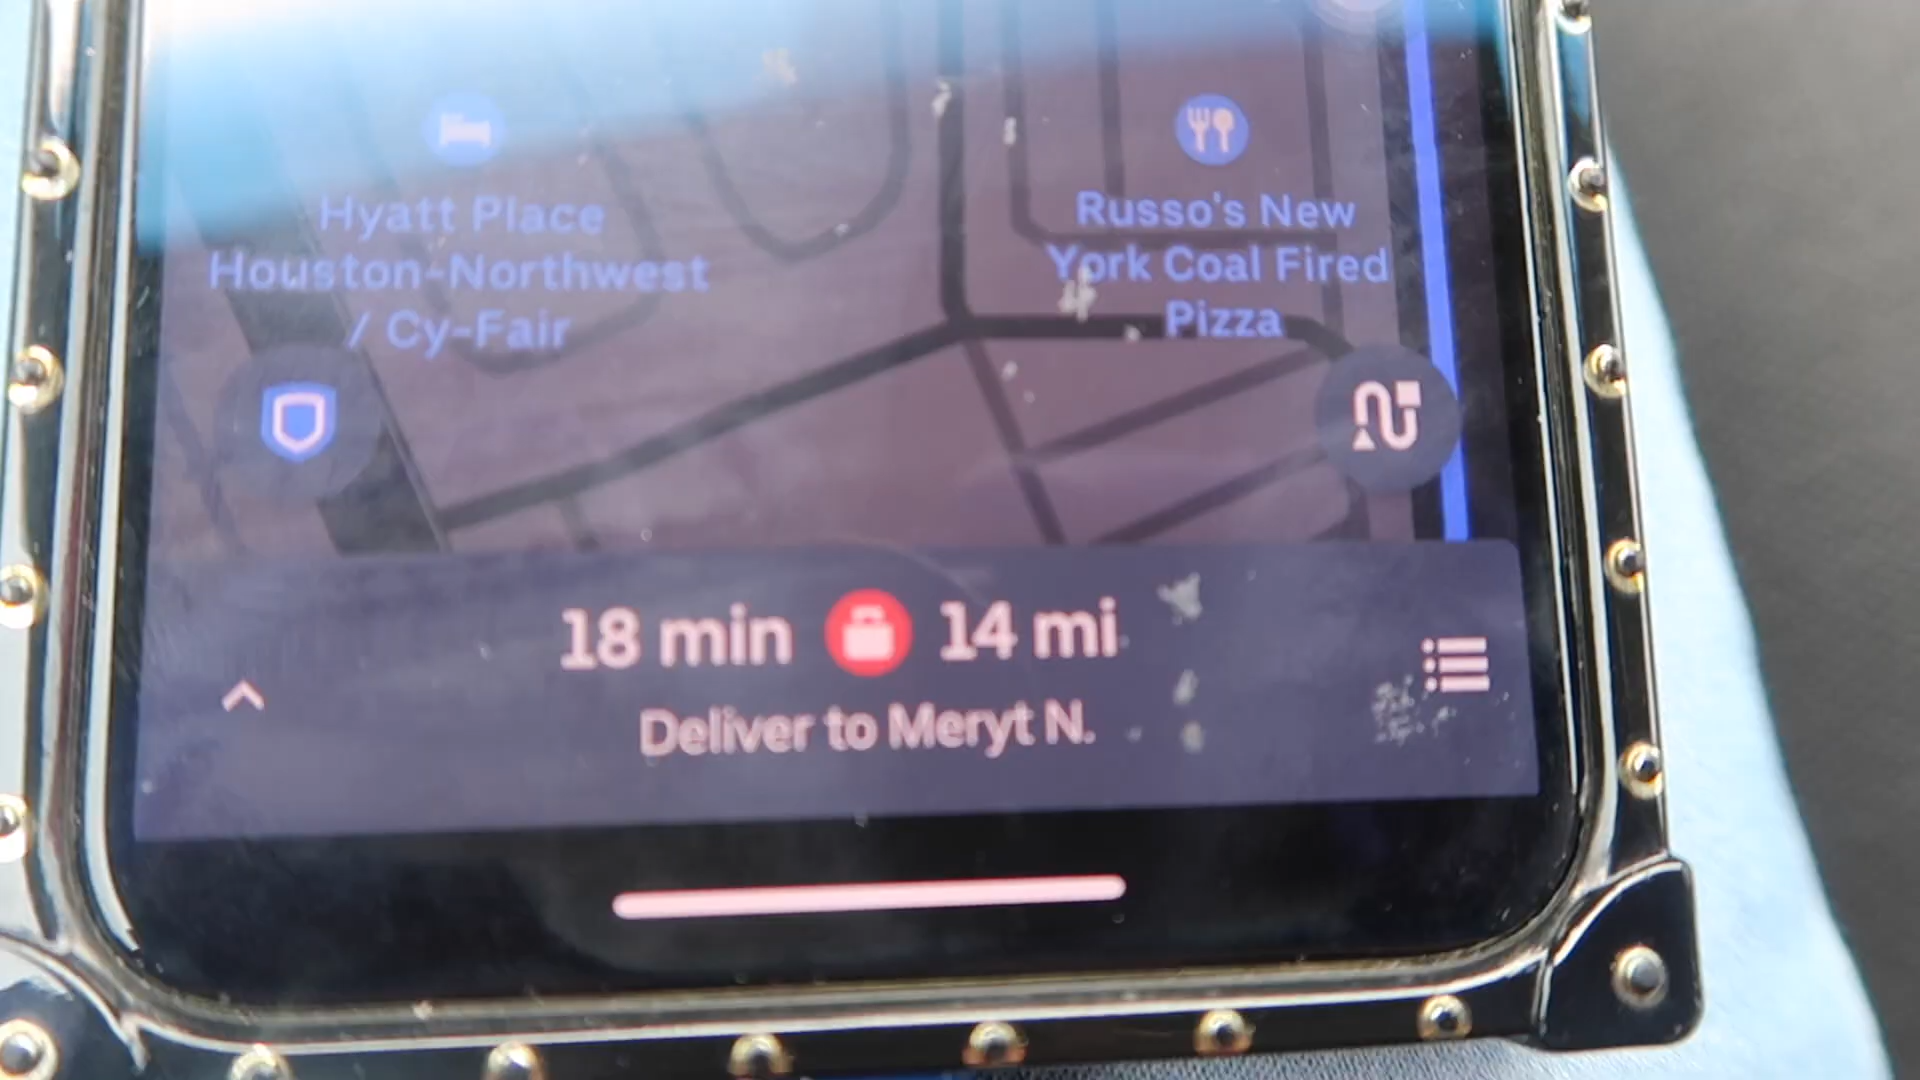 Hyatt Place
Houston-Northwest
/ Cy-Fair
Russo's New
York Coal Fired
Pizza
18 min 14 mi
Deliver to Meryt N.